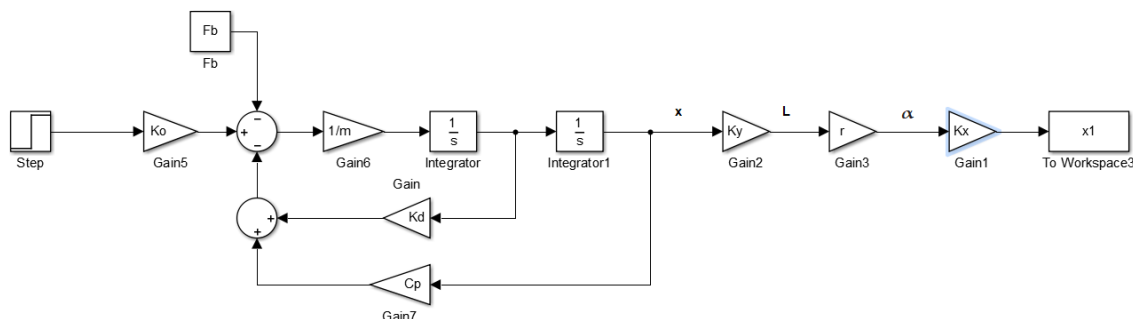 Fb
Fb
Step
Ko
Gain5
+
−
−
1/m
Gain6
1
s
Integrator
1
s
Integrator1
x
Ky
Gain2
L
r
Gain3
α
Kx
Gain1
x1
To Workspace3
Gain
Kd
+
+
Cp
Gain7